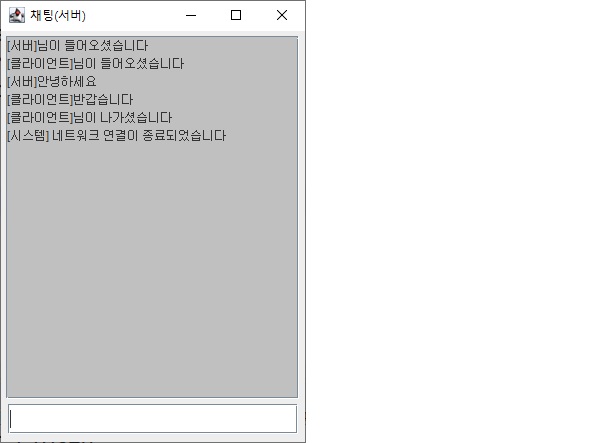 채팅(서버)
[서버]님이 들어오셨습니다
[클라이언트]님이 들어오셨습니다
[서버]안녕하세요
[클라이언트]반갑습니다
[클라이언트]님이 나가셨습니다
[시스템] 네트워크 연결이 종료되었습니다